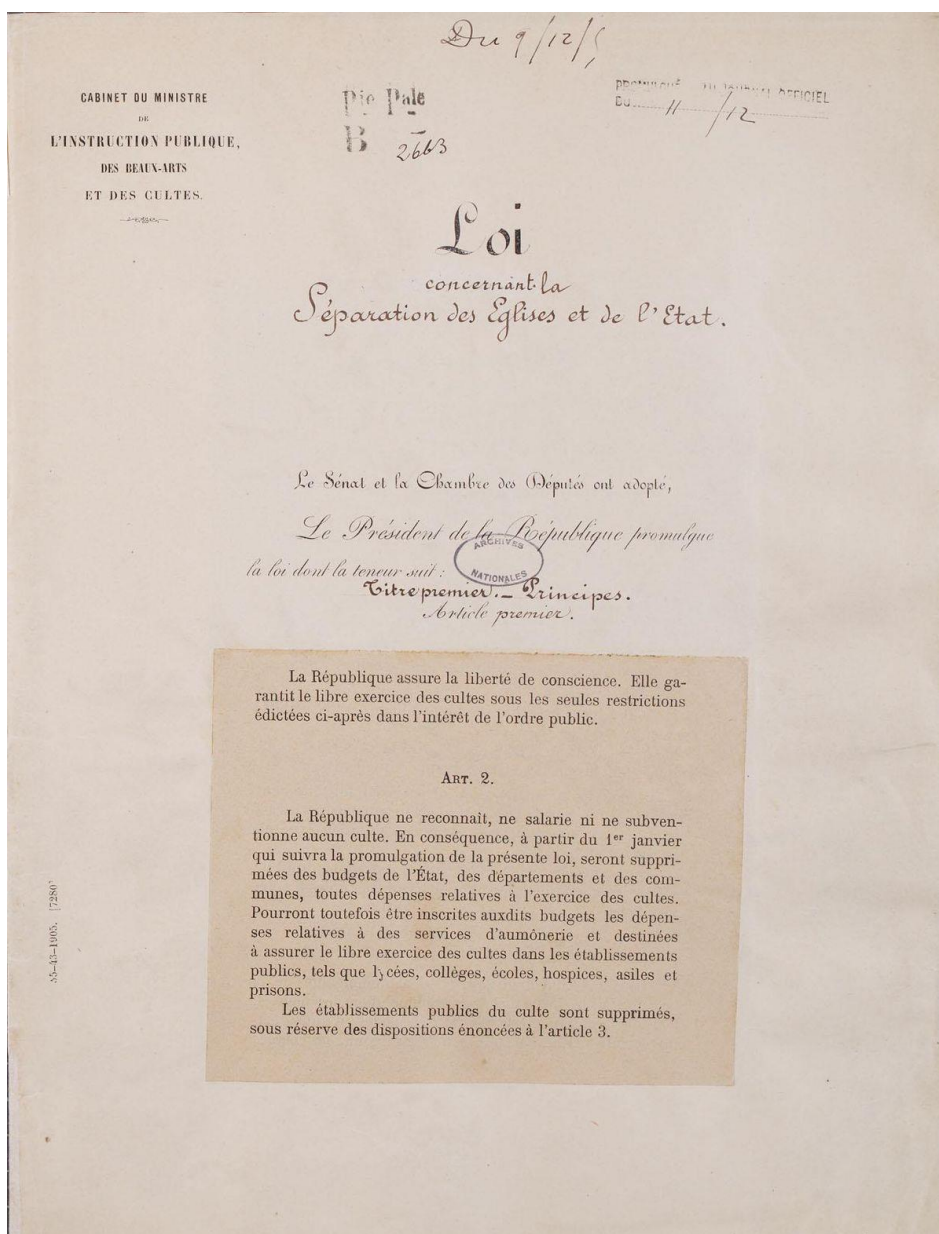 Du 9/12/5
CABINET DU MINISTRE
DE
L'INSTRUCTION PUBLIQUE,
DES BEAUX-ARTS
ET DES CULTES.
Pie Pale
B 2663
PROMULGUÉ AU JOURNAL OFFICIEL
DU 11/12
Loi
concernant la
Séparation des Eglises et de l'Etat.
Le Sénat et la Chambre des Députés ont adopté,
Le Président de la République promulgue
la loi dont la teneur suit :
ARCHIVES
NATIONALES
Titre premier. — Principes.
Article premier.
La République assure la liberté de conscience. Elle ga-
rantit le libre exercice des cultes sous les seules restrictions
édictées ci-après dans l'intérêt de l'ordre public.
ART. 2.
La République ne reconnaît, ne salarie ni ne subven-
tionne aucun culte. En conséquence, à partir du 1er janvier
qui suivra la promulgation de la présente loi, seront suppri-
mées des budgets de l'État, des départements et des com-
munes, toutes dépenses relatives à l'exercice des cultes.
Pourront toutefois être inscrites auxdits budgets les dépen-
ses relatives à des services d'aumônerie et destinées
à assurer le libre exercice des cultes dans les établissements
publics, tels que lycées, collèges, écoles, hospices, asiles et
prisons.
Les établissements publics du culte sont supprimés,
sous réserve des dispositions énoncées à l'article 3.